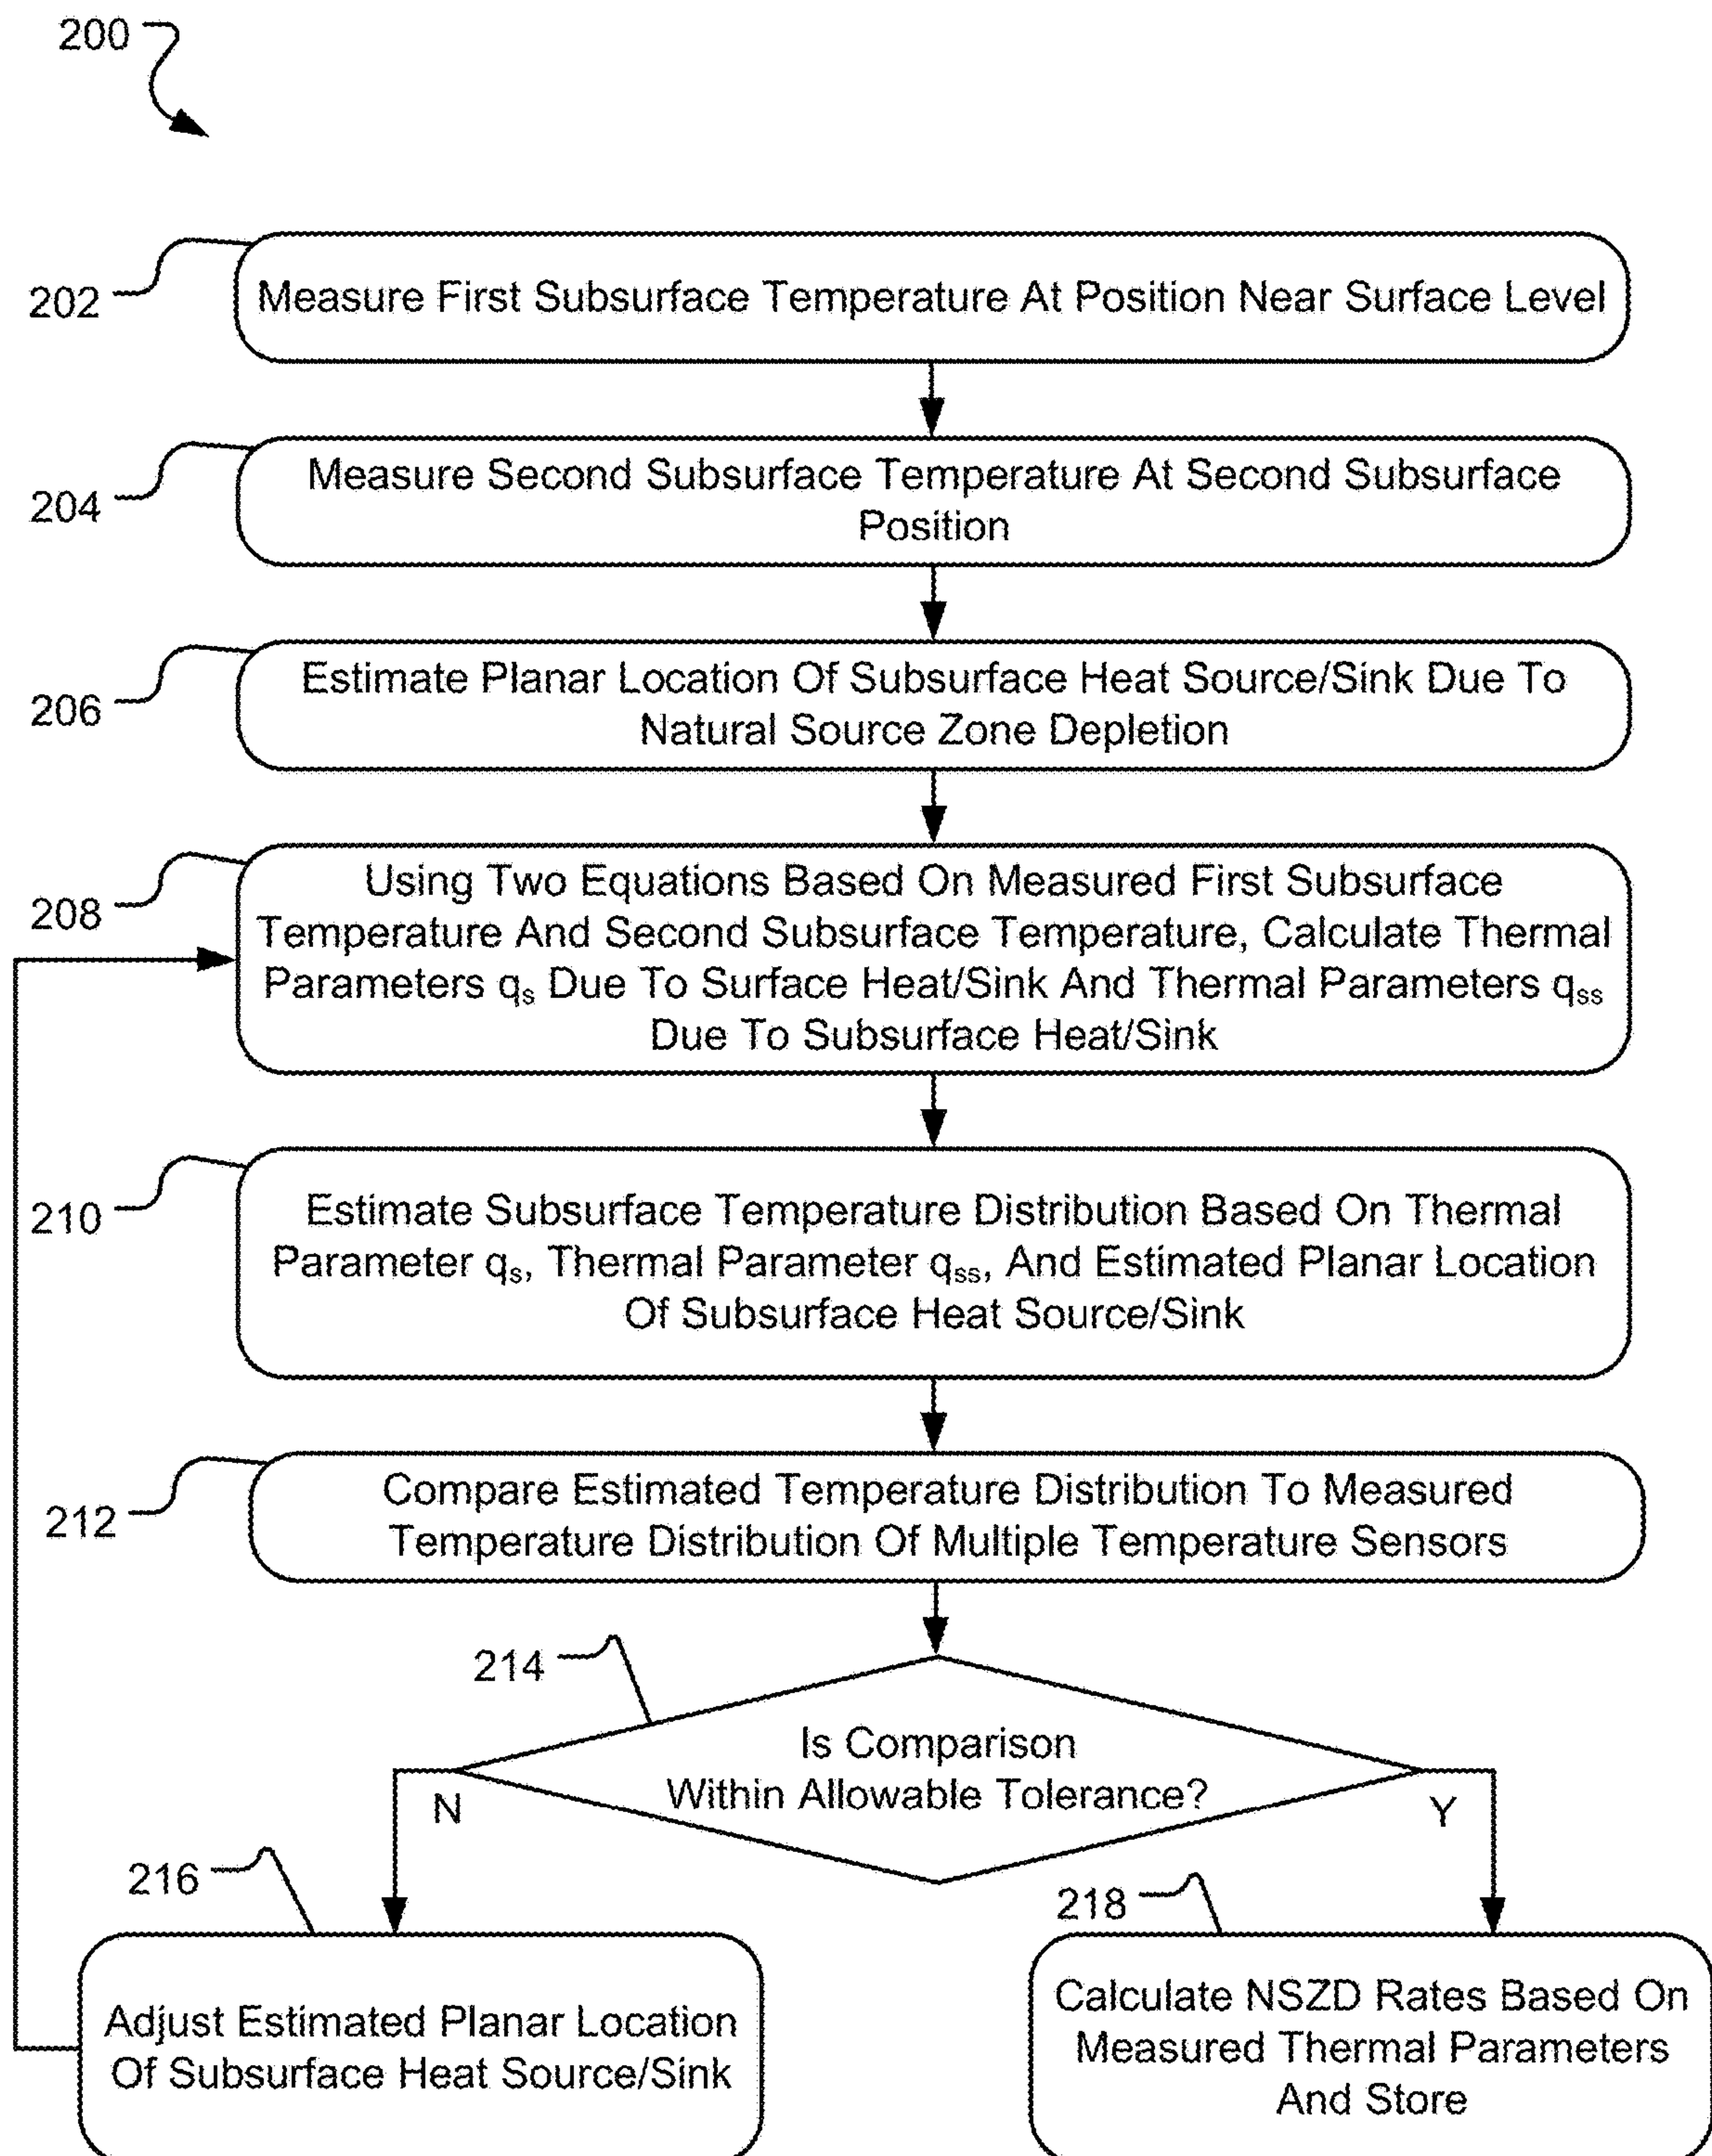 200
202
Measure First Subsurface Temperature At Position Near Surface Level
204
Measure Second Subsurface Temperature At Second Subsurface
Position
206
Estimate Planar Location Of Subsurface Heat Source/Sink Due To
Natural Source Zone Depletion
208
Using Two Equations Based On Measured First Subsurface
Temperature And Second Subsurface Temperature, Calculate Thermal
Parameters qs Due To Surface Heat/Sink And Thermal Parameters qss
Due To Subsurface Heat/Sink
210
Estimate Subsurface Temperature Distribution Based On Thermal
Parameter qs, Thermal Parameter qss, And Estimated Planar Location
Of Subsurface Heat Source/Sink
212
Compare Estimated Temperature Distribution To Measured
Temperature Distribution Of Multiple Temperature Sensors
214
Is Comparison
Within Allowable Tolerance?
N
Y
216
Adjust Estimated Planar Location
Of Subsurface Heat Source/Sink
218
Calculate NSZD Rates Based On
Measured Thermal Parameters
And Store